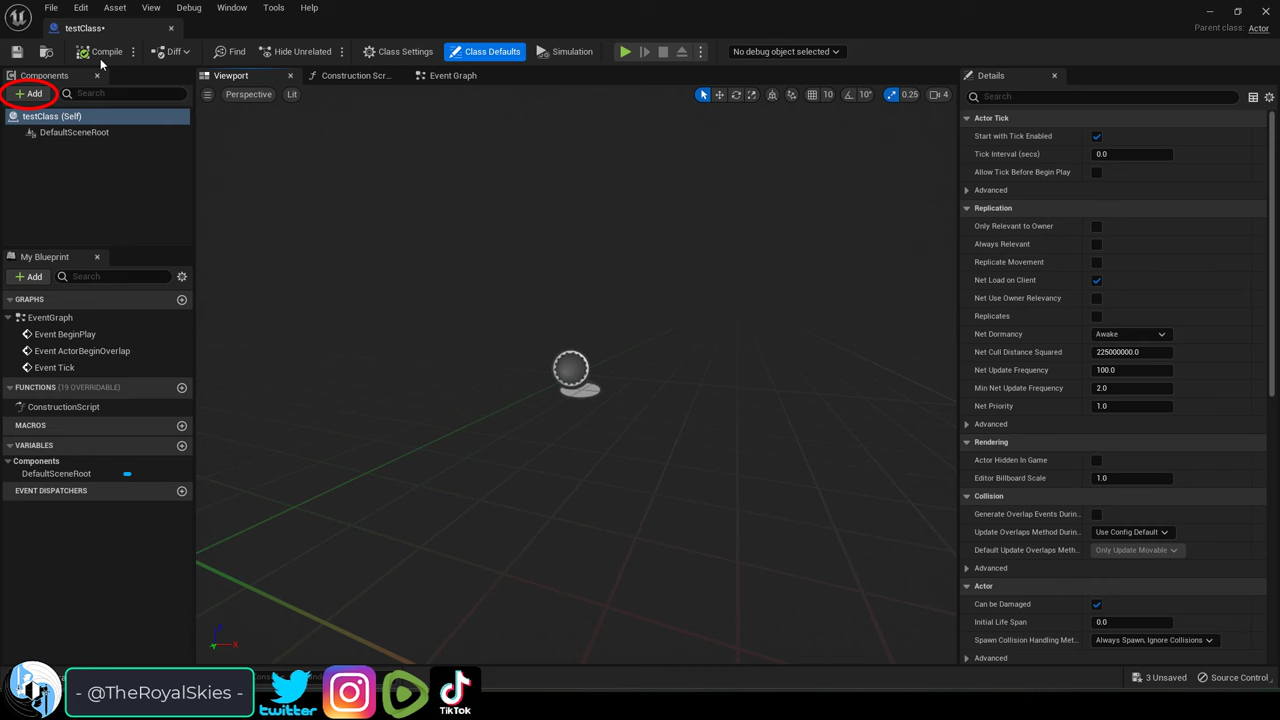 File Edit Asset View Debug Window Tools Help
testClass•
Parent class: Actor
Compile Diff Find Hide Unrelated Class Settings Class Defaults Simulation No debug object selected
Components
Viewport Construction Scr... Event Graph
Details
Add Search
Perspective Lit
10 10° 0.25 4
Search
testClass (Self)
DefaultSceneRoot
My Blueprint
Add Search
GRAPHS
EventGraph
Event BeginPlay
Event ActorBeginOverlap
Event Tick
FUNCTIONS (19 OVERRIDABLE)
ConstructionScript
MACROS
VARIABLES
Components
DefaultSceneRoot
EVENT DISPATCHERS
Z
X
Y
Actor Tick
Start with Tick Enabled
Tick Interval (secs) 0.0
Allow Tick Before Begin Play
Advanced
Replication
Only Relevant to Owner
Always Relevant
Replicate Movement
Net Load on Client
Net Use Owner Relevancy
Replicates
Net Dormancy Awake
Net Cull Distance Squared 225000000.0
Net Update Frequency 100.0
Min Net Update Frequency 2.0
Net Priority 1.0
Advanced
Rendering
Actor Hidden In Game
Editor Billboard Scale 1.0
Collision
Generate Overlap Events Durin...
Update Overlaps Method Durin... Use Config Default
Default Update Overlaps Meth... Only Update Movable
Advanced
Actor
Can be Damaged
Initial Life Span 0.0
Spawn Collision Handling Met... Always Spawn, Ignore Collisions
Advanced
3 Unsaved Source Control
- @TheRoyalSkies -
twitter
TikTok